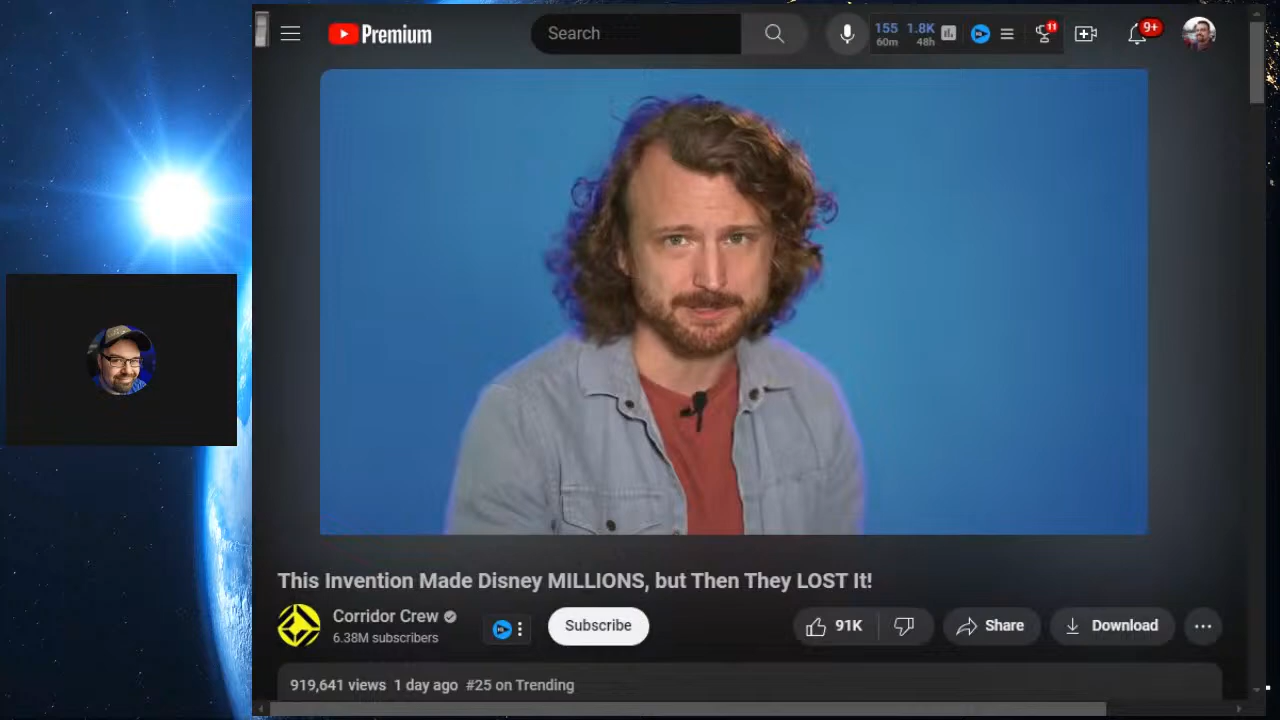 Premium
Search
155 1.8K
60m 48h
11
9+
This Invention Made Disney MILLIONS, but Then They LOST It!
Corridor Crew
6.38M subscribers
Subscribe
91K
Share
Download
919,641 views 1 day ago #25 on Trending